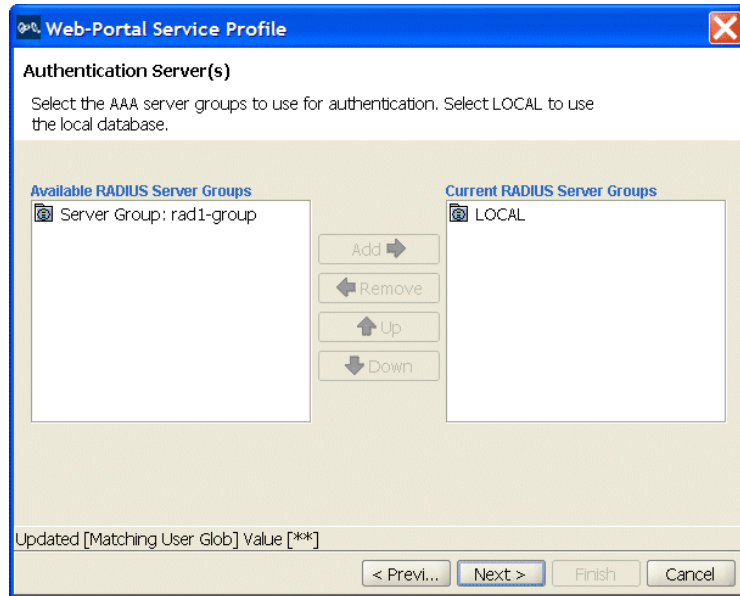 Web-Portal Service Profile
Authentication Server(s)
Select the AAA server groups to use for authentication. Select LOCAL to use
the local database.
Available RADIUS Server Groups
Current RADIUS Server Groups
Server Group: rad1-group
LOCAL
Add
Remove
Up
Down
Updated [Matching User Glob] Value [**]
< Previ...
Next >
Finish
Cancel